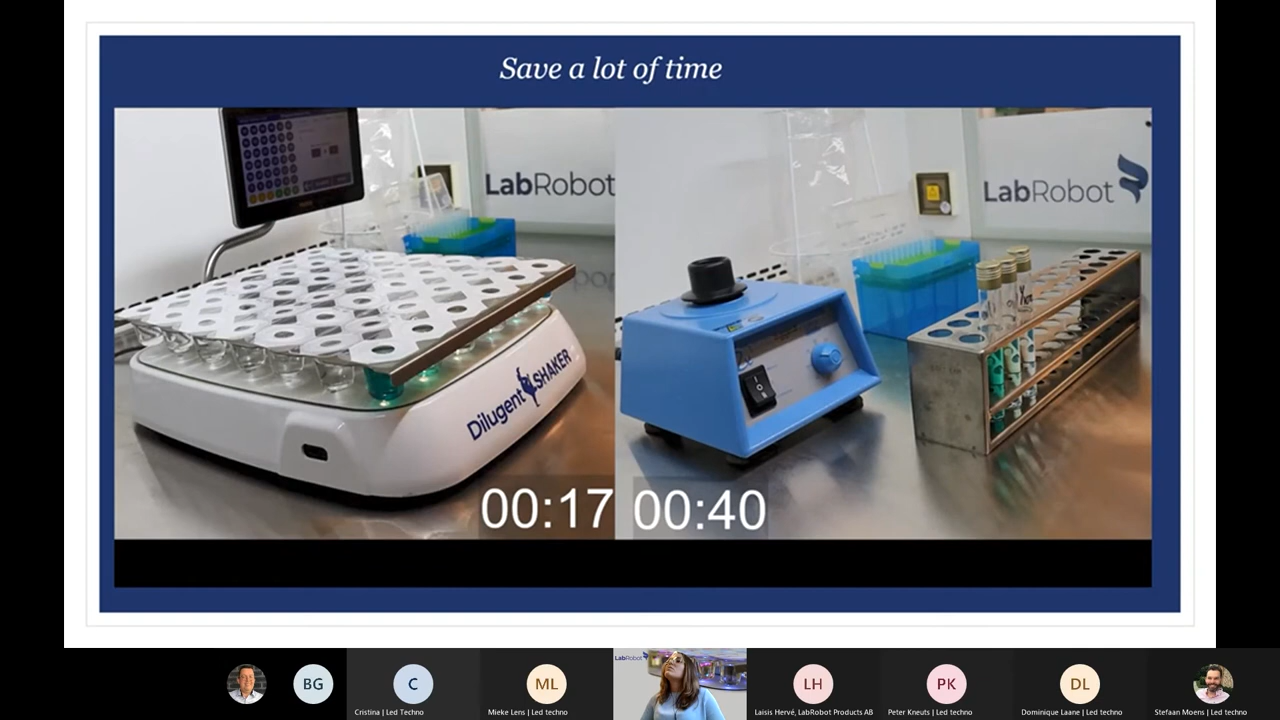 Save a lot of time
LabRobot
LabRobot
Dilugent SHAKER
00:17
00:40
LabRobot
BG
C
ML
LH
PK
DL
Cristina | Led Techno
Mieke Lens | Led techno
Laisis Hervé, LabRobot Products AB
Peter Kneuts | Led techno
Dominique Laane | Led techno
Stefaan Moens | Led techno